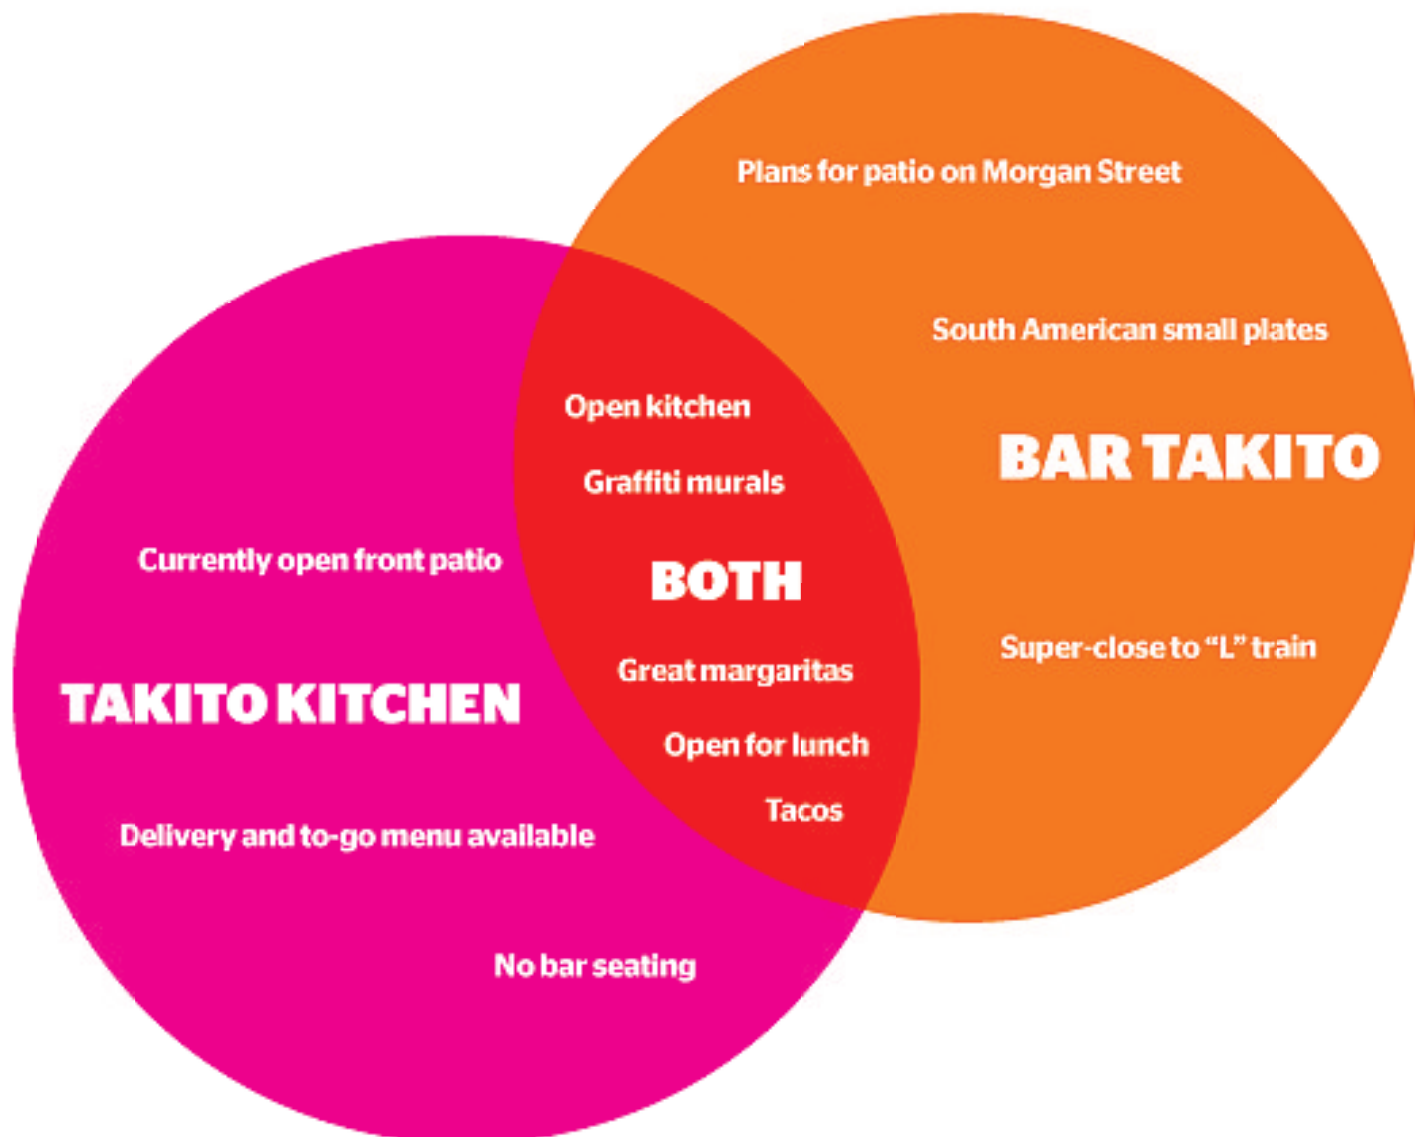 Plans for patio on Morgan Street
South American small plates
BAR TAKITO
Super-close to “L” train
Open kitchen
Graffiti murals
BOTH
Great margaritas
Open for lunch
Tacos
Currently open front patio
TAKITO KITCHEN
Delivery and to-go menu available
No bar seating